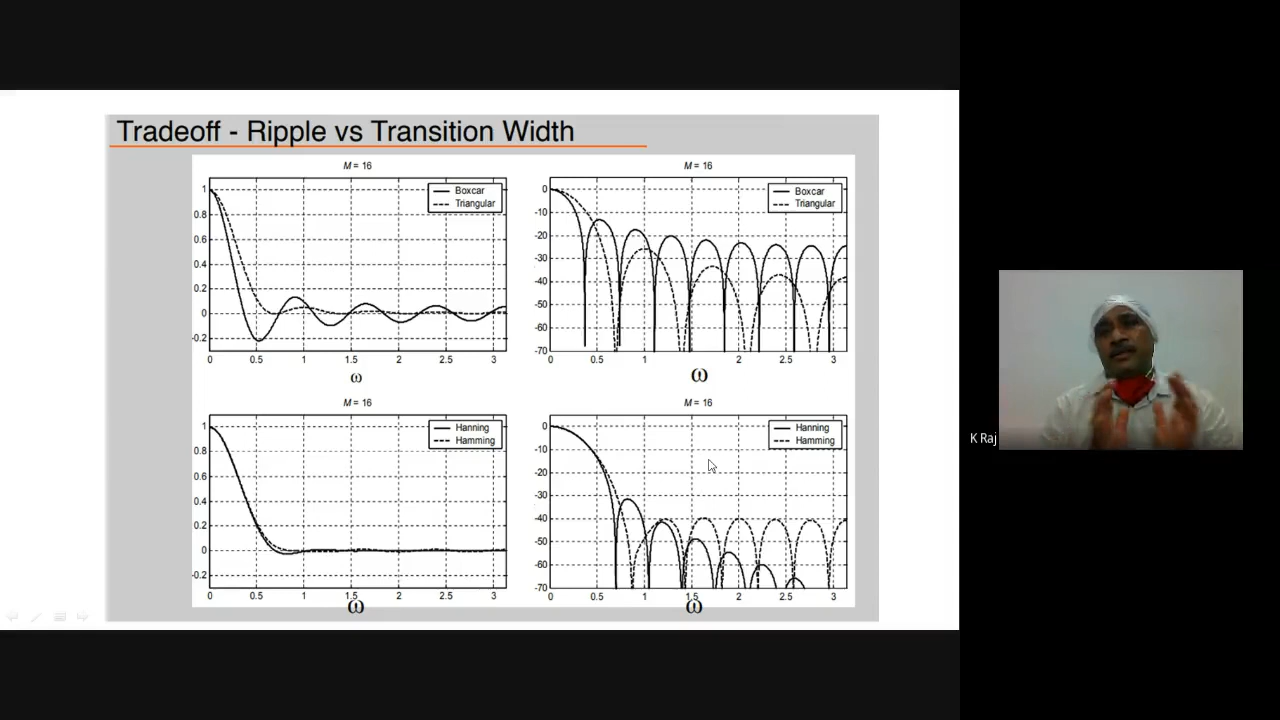 Tradeoff - Ripple vs Transition Width
M = 16
Boxcar
Triangular
1
0.8
0.6
0.4
0.2
0
-0.2
0 0.5 1 1.5 2 2.5 3
ω
M = 16
Boxcar
Triangular
0
-10
-20
-30
-40
-50
-60
-70
0 0.5 1 1.5 2 2.5 3
ω
M = 16
Hanning
Hamming
1
0.8
0.6
0.4
0.2
0
-0.2
0 0.5 1 1.5 2 2.5 3
ω
M = 16
Hanning
Hamming
0
-10
-20
-30
-40
-50
-60
-70
0 0.5 1 1.5 2 2.5 3
ω
K Raj